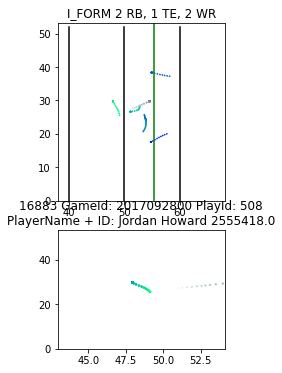 I_FORM 2 RB, 1 TE, 2 WR
50
40
30
20
10
0
40 50 60
16883 GameId: 2017092800 PlayId: 508
PlayerName + ID: Jordan Howard 2555418.0
40
20
0
45.0 47.5 50.0 52.5